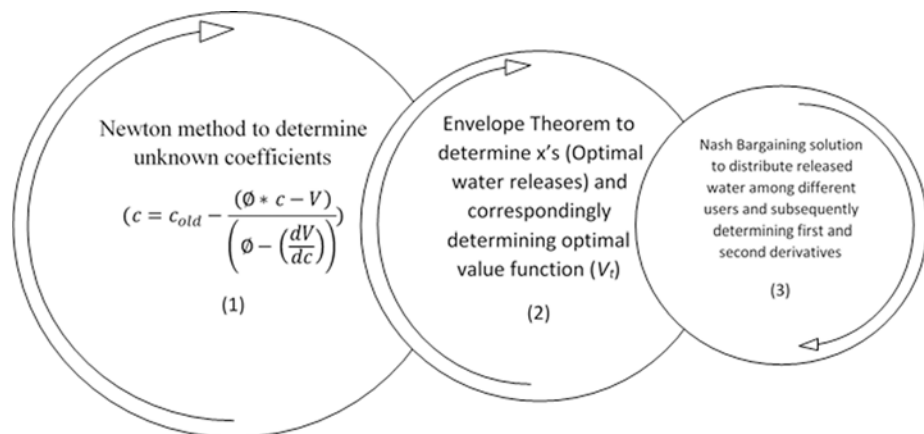 Newton method to determine
unknown coefficients
(c = c_old − (∅ * c − V) / (∅ − (dV/dc)))
(1)
Envelope Theorem to
determine x's (Optimal
water releases) and
correspondingly
determining optimal
value function (V_t)
(2)
Nash Bargaining solution
to distribute released
water among different
users and subsequently
determining first and
second derivatives
(3)